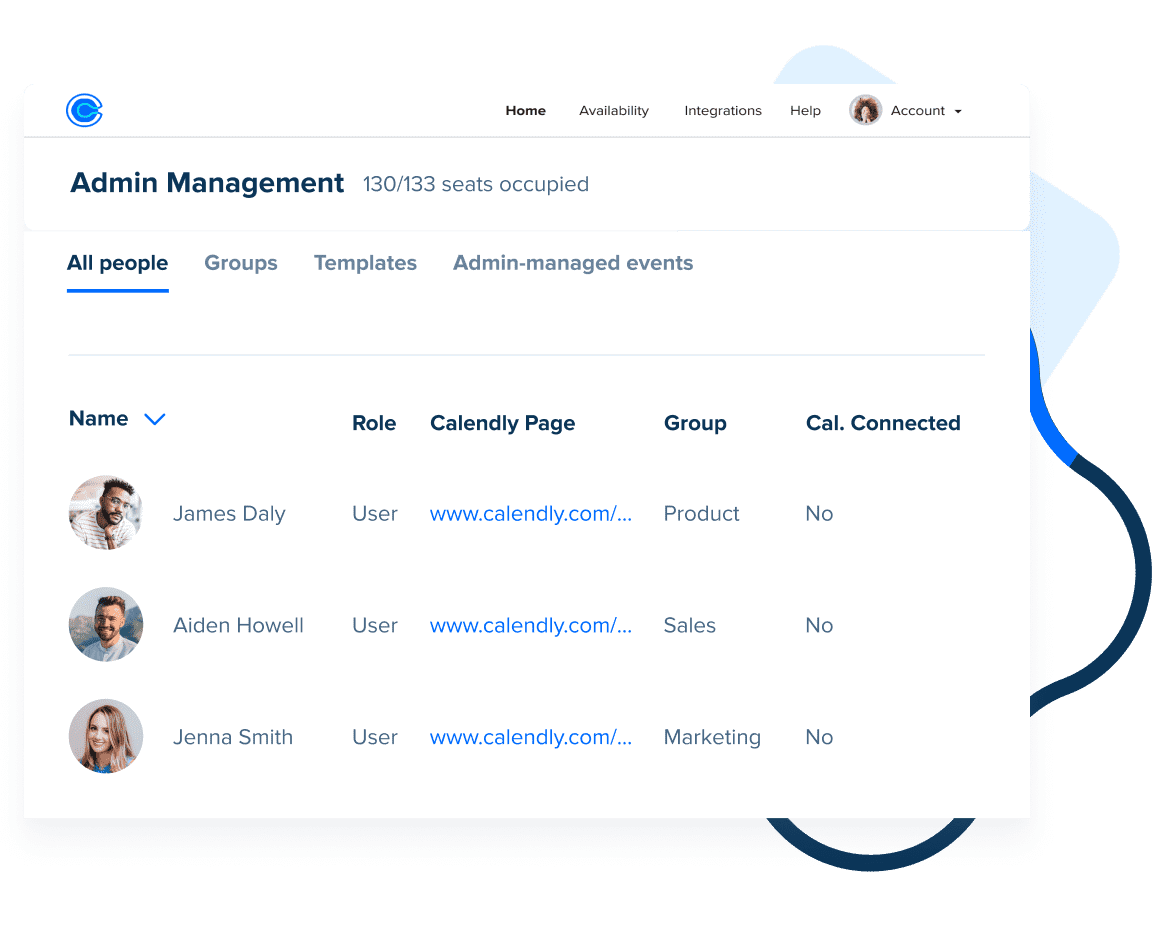 Home Availability Integrations Help Account
Admin Management 130/133 seats occupied
All people Groups Templates Admin-managed events
Name Role Calendly Page Group Cal. Connected
James Daly User www.calendly.com/... Product No
Aiden Howell User www.calendly.com/... Sales No
Jenna Smith User www.calendly.com/... Marketing No